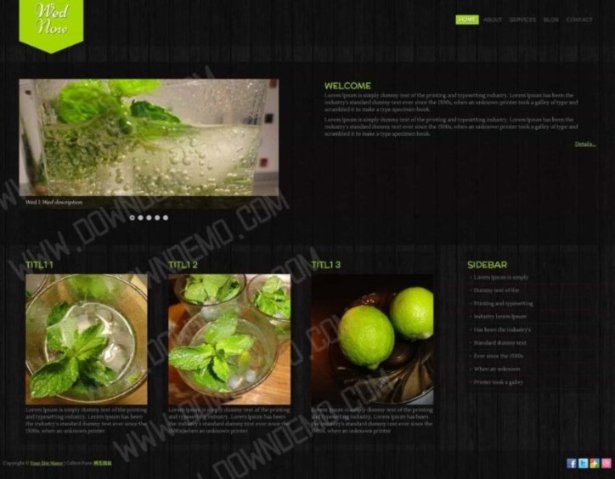 Wed
Now
HOME
ABOUT
SERVICES
BLOG
CONTACT
WELCOME
Lorem Ipsum is simply dummy text of the printing and typesetting industry. Lorem Ipsum has been the
industry's standard dummy text ever since the 1500s, when an unknown printer took a galley of type and
scrambled it to make a type specimen book.
Lorem Ipsum is simply dummy text of the printing and typesetting industry. Lorem Ipsum has been the
industry's standard dummy text ever since the 1500s, when an unknown printer took a galley of type and
scrambled it to make a type specimen book.
Details...
Wed 1: Wed description
WWW.DOWNDEMO.COM
WWW.DOWNDEMO.COM
TITL1 1
TITL1 2
TITL1 3
SIDEBAR
Lorem Ipsum is simply
Dummy text of the
Printing and typesetting
Industry Lorem Ipsum
Has been the industry's
Standard dummy text
Ever since the 1500s
When an unknown
Printer took a galley
Lorem Ipsum is simply dummy text of the printing
and typesetting industry. Lorem Ipsum has been
the industry's standard dummy text ever since the
1500s, when an unknown printer
Lorem Ipsum is simply dummy text of the printing
and typesetting industry. Lorem Ipsum has been
the industry's standard dummy text ever since the
1500s, when an unknown printer
Lorem Ipsum is simply dummy text of the printing
and typesetting industry. Lorem Ipsum has been
the industry's standard dummy text ever since the
1500s, when an unknown printer
WWW.DOWNDEMO.COM
WWW.DOWNDEMO.COM
Copyright © Your Site Name |